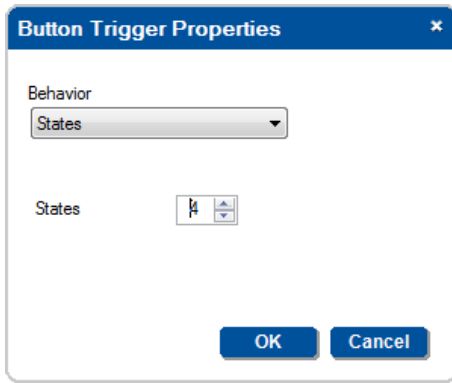 Button Trigger Properties
Behavior
States
States 4
OK Cancel